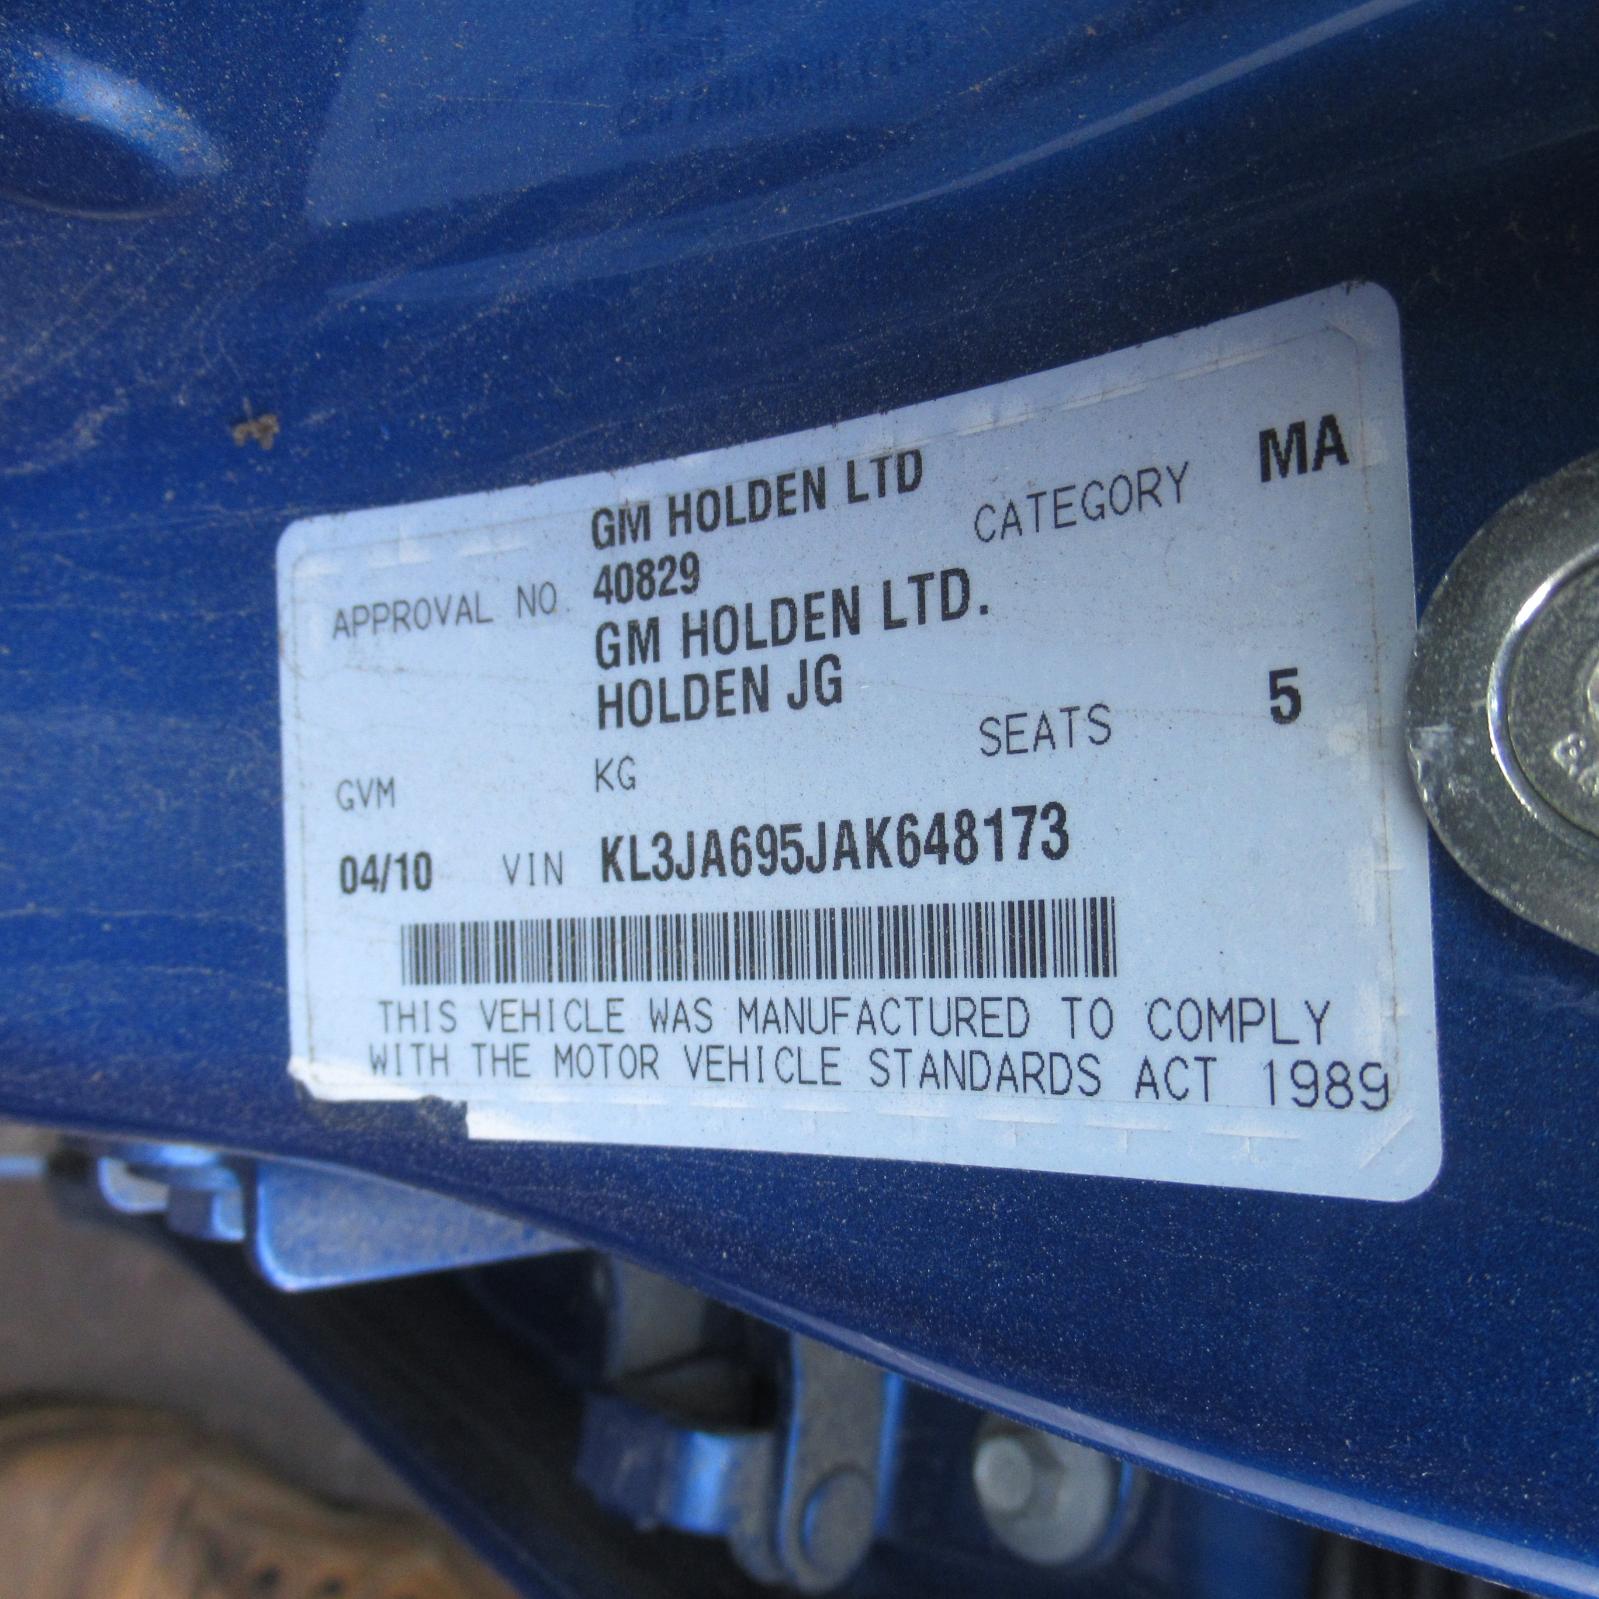 GM HOLDEN LTD CATEGORY MA
APPROVAL NO. 40829
GM HOLDEN LTD.
HOLDEN JG SEATS 5
GVM KG
04/10 VIN KL3JA695JAK648173
THIS VEHICLE WAS MANUFACTURED TO COMPLY
WITH THE MOTOR VEHICLE STANDARDS ACT 1989